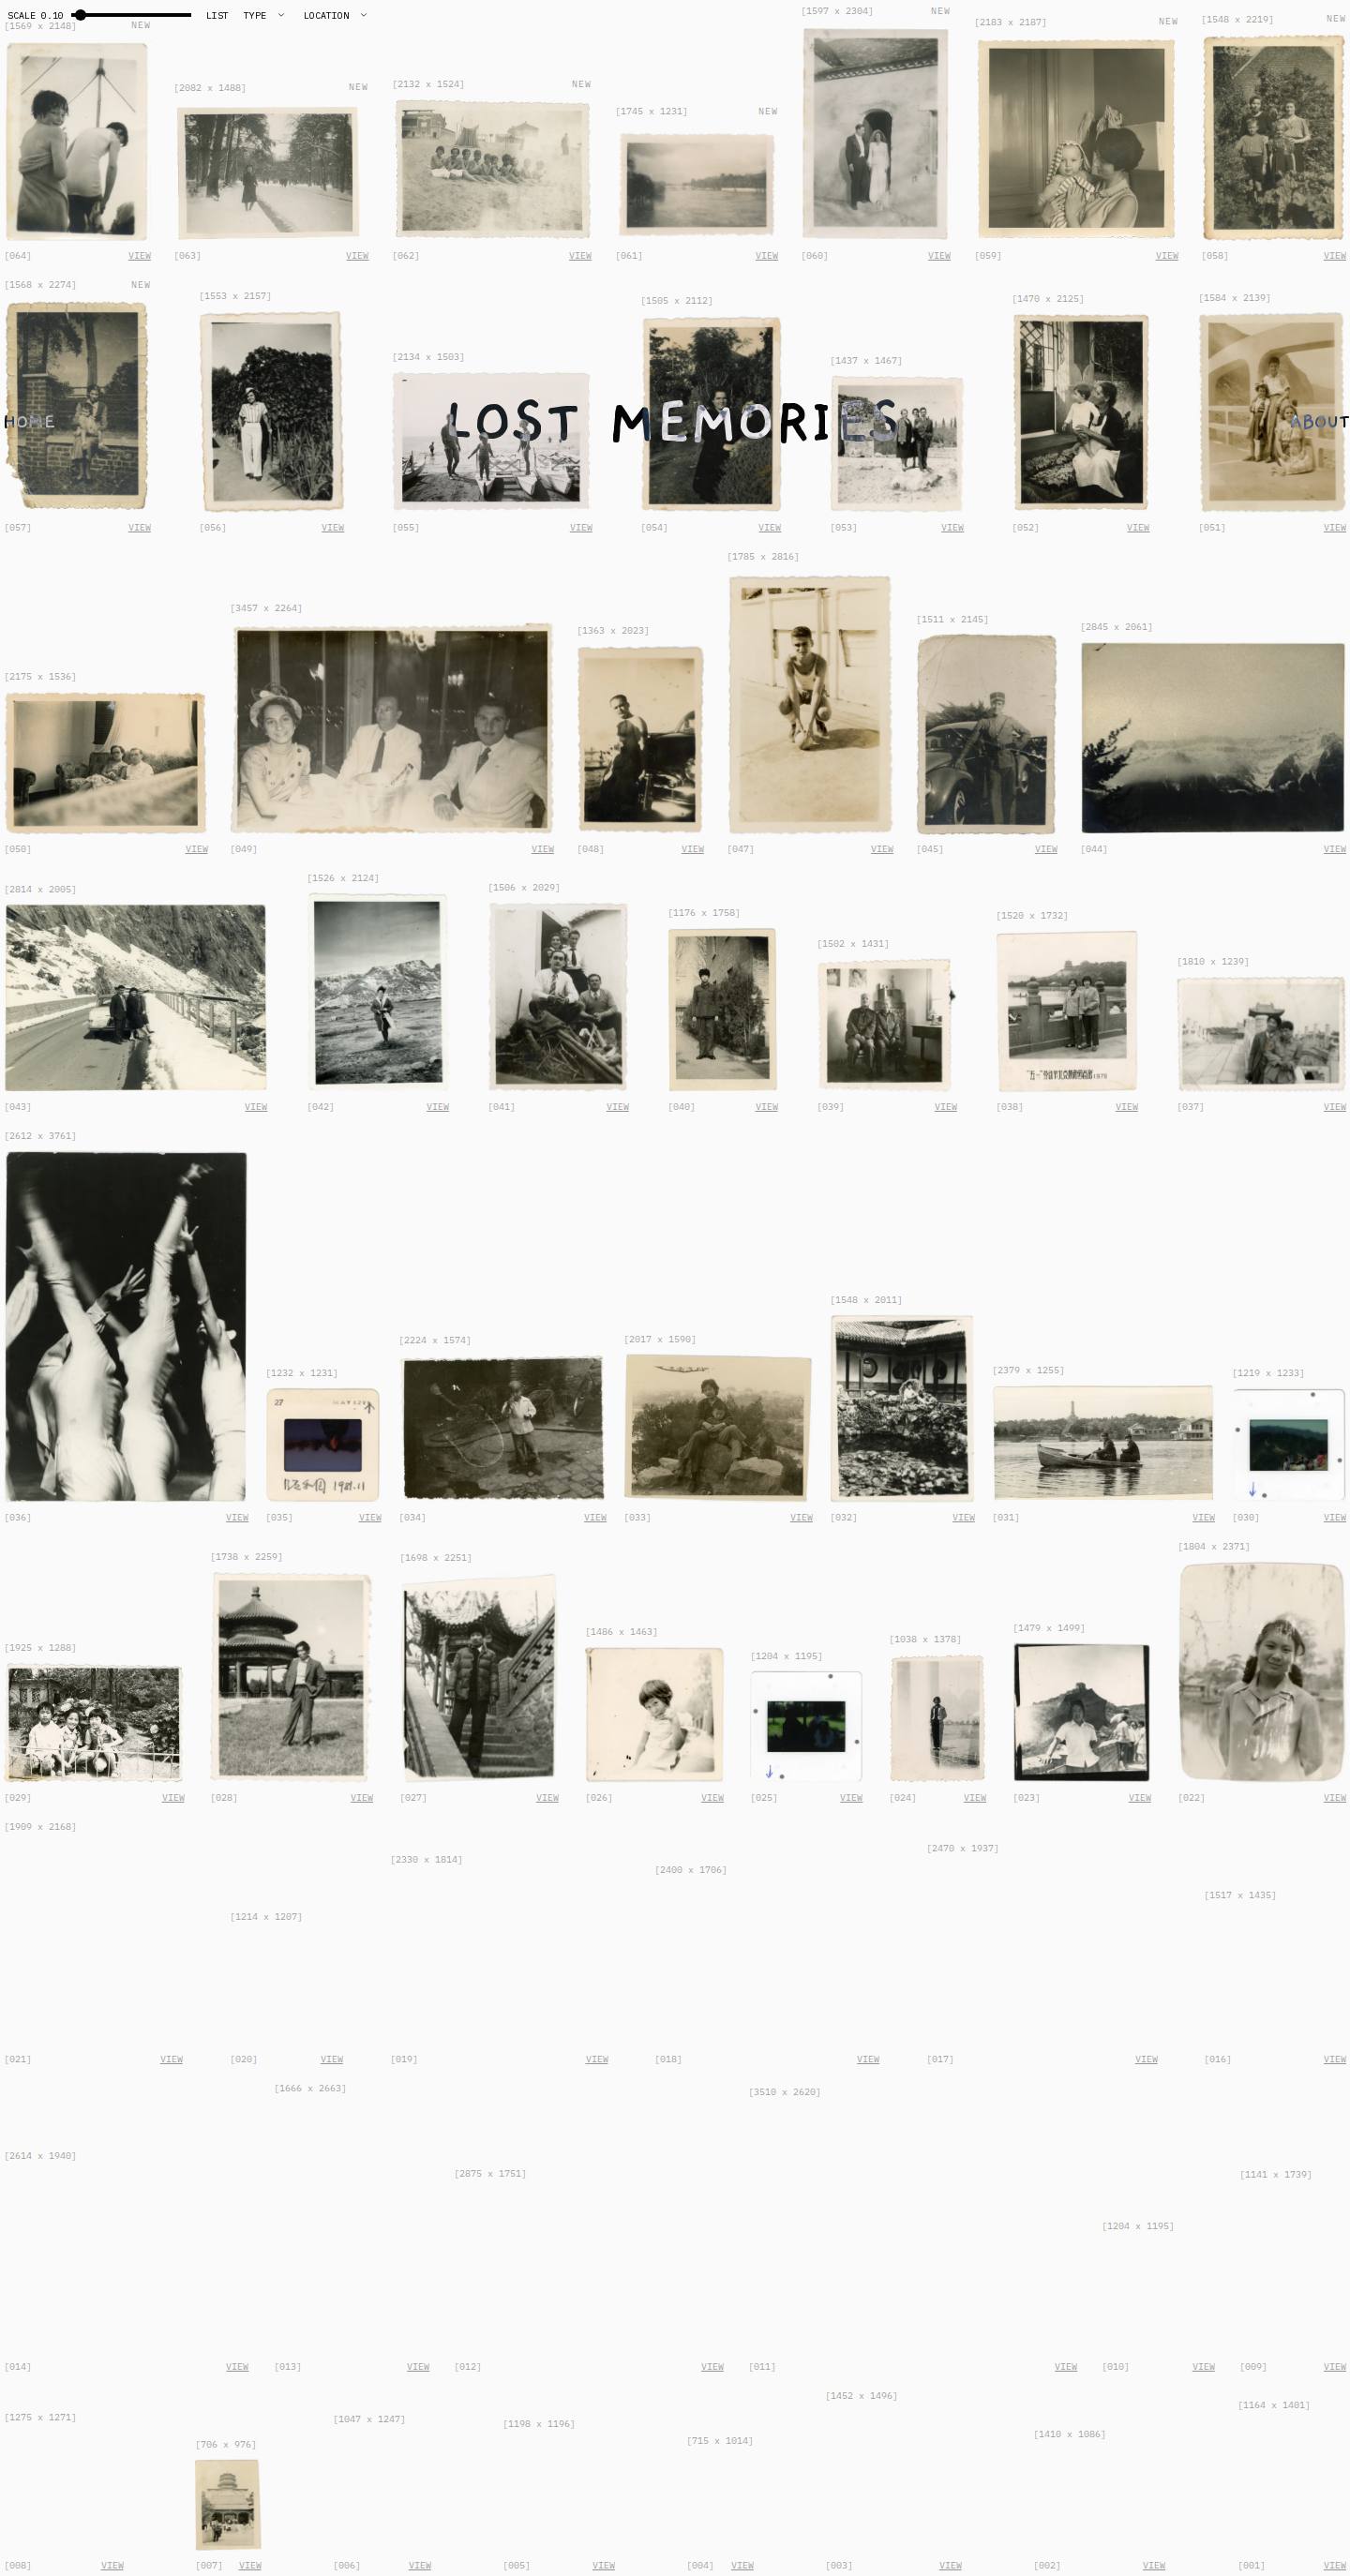 SCALE 0.10 LIST TYPE LOCATION
[1569 x 2148] NEW
[2082 x 1488] NEW
[2132 x 1524] NEW
[1745 x 1231] NEW
[1597 x 2304] NEW
[2183 x 2187] NEW
[1548 x 2219] NEW
[064] VIEW
[063] VIEW
[062] VIEW
[061] VIEW
[060] VIEW
[059] VIEW
[058] VIEW
[1568 x 2274] NEW
[1553 x 2157]
[2134 x 1503]
[1505 x 2112]
[1437 x 1467]
[1470 x 2125]
[1584 x 2139]
HOME
LOST MEMORIES
ABOUT
[057] VIEW
[056] VIEW
[055] VIEW
[054] VIEW
[053] VIEW
[052] VIEW
[051] VIEW
[2175 x 1536]
[3457 x 2264]
[1363 x 2023]
[1785 x 2816]
[1511 x 2145]
[2845 x 2061]
[050] VIEW
[049] VIEW
[048] VIEW
[047] VIEW
[045] VIEW
[044] VIEW
[2814 x 2005]
[1526 x 2124]
[1506 x 2029]
[1176 x 1758]
[1502 x 1431]
[1520 x 1732]
[1810 x 1239]
[043] VIEW
[042] VIEW
[041] VIEW
[040] VIEW
[039] VIEW
[038] VIEW
[037] VIEW
[2612 x 3761]
[1232 x 1231]
[2224 x 1574]
[2017 x 1590]
[1548 x 2011]
[2379 x 1255]
[1219 x 1233]
27
1981.11
[036] VIEW
[035] VIEW
[034] VIEW
[033] VIEW
[032] VIEW
[031] VIEW
[030] VIEW
[1925 x 1288]
[1738 x 2259]
[1698 x 2251]
[1486 x 1463]
[1204 x 1195]
[1038 x 1378]
[1479 x 1499]
[1804 x 2371]
[029] VIEW
[028] VIEW
[027] VIEW
[026] VIEW
[025] VIEW
[024] VIEW
[023] VIEW
[022] VIEW
[1909 x 2168]
[1214 x 1207]
[2330 x 1814]
[2400 x 1706]
[2470 x 1937]
[1517 x 1435]
[021] VIEW
[020] VIEW
[019] VIEW
[018] VIEW
[017] VIEW
[016] VIEW
[2614 x 1940]
[1666 x 2663]
[2875 x 1751]
[3510 x 2620]
[1204 x 1195]
[1141 x 1739]
[014] VIEW
[013] VIEW
[012] VIEW
[011] VIEW
[010] VIEW
[009] VIEW
[1275 x 1271]
[706 x 976]
[1047 x 1247]
[1198 x 1196]
[715 x 1014]
[1452 x 1496]
[1410 x 1086]
[1164 x 1401]
[008] VIEW
[007] VIEW
[006] VIEW
[005] VIEW
[004] VIEW
[003] VIEW
[002] VIEW
[001] VIEW